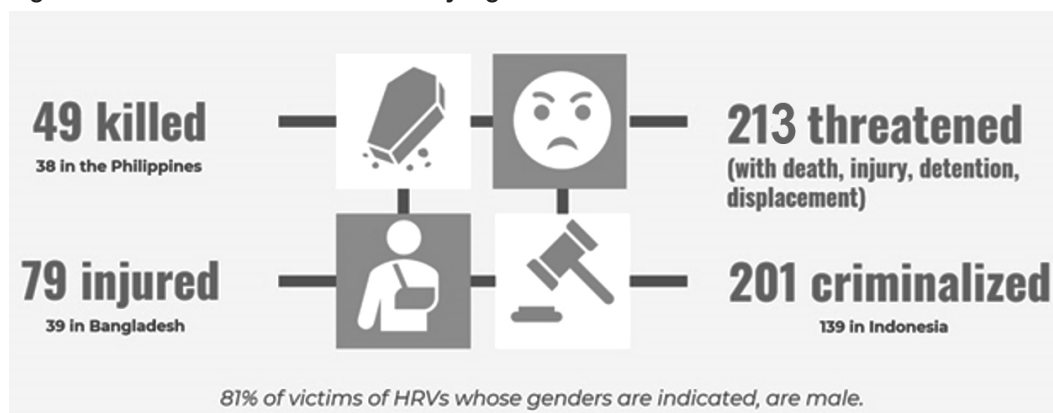 49 killed
38 in the Philippines
213 threatened
(with death, injury, detention,
displacement)
79 injured
39 in Bangladesh
201 criminalized
139 in Indonesia
81% of victims of HRVs whose genders are indicated, are male.